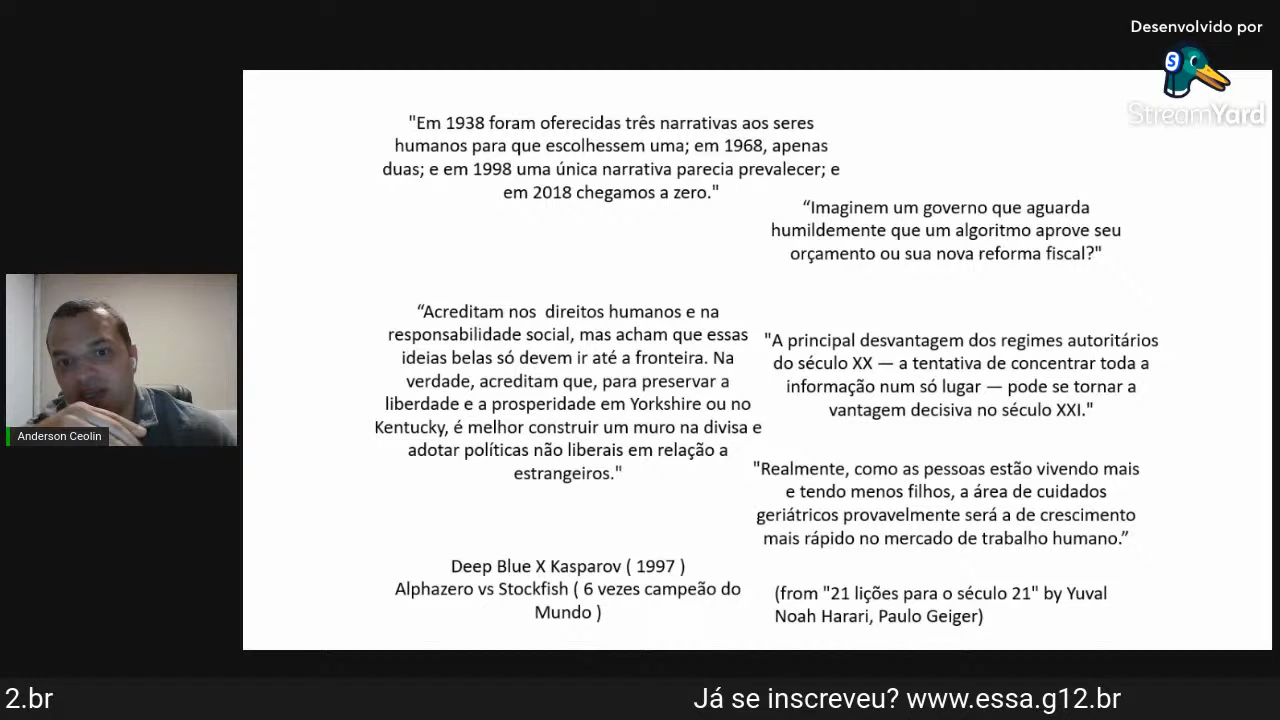 Desenvolvido por
S
StreamYard
"Em 1938 foram oferecidas três narrativas aos seres
humanos para que escolhessem uma; em 1968, apenas
duas; e em 1998 uma única narrativa parecia prevalecer; e
em 2018 chegamos a zero."
“Imaginem um governo que aguarda
humildemente que um algoritmo aprove seu
orçamento ou sua nova reforma fiscal?"
“Acreditam nos  direitos humanos e na
responsabilidade social, mas acham que essas
ideias belas só devem ir até a fronteira. Na
verdade, acreditam que, para preservar a
liberdade e a prosperidade em Yorkshire ou no
Kentucky, é melhor construir um muro na divisa e
adotar políticas não liberais em relação a
estrangeiros."
"A principal desvantagem dos regimes autoritários
do século XX — a tentativa de concentrar toda a
informação num só lugar — pode se tornar a
vantagem decisiva no século XXI."
"Realmente, como as pessoas estão vivendo mais
e tendo menos filhos, a área de cuidados
geriátricos provavelmente será a de crescimento
mais rápido no mercado de trabalho humano.”
Deep Blue X Kasparov ( 1997 )
Alphazero vs Stockfish ( 6 vezes campeão do
Mundo )
(from "21 lições para o século 21" by Yuval
Noah Harari, Paulo Geiger)
Anderson Ceolin
2.br
Já se inscreveu? www.essa.g12.br